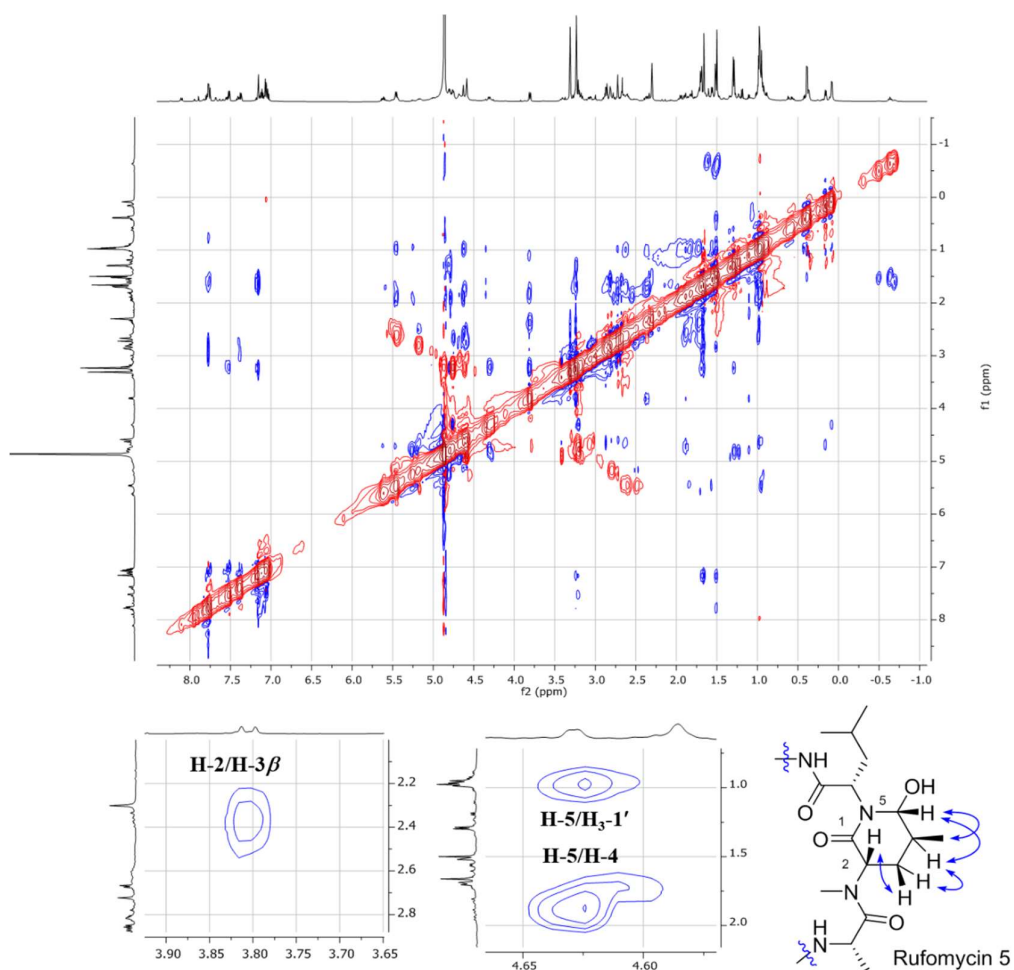 -1
0
1
2
3
4
5
6
7
8
f1 (ppm)
8.0 7.5 7.0 6.5 6.0 5.5 5.0 4.5 4.0 3.5 3.0 2.5 2.0 1.5 1.0 0.5 0.0 -0.5 -1.0
f2 (ppm)
H-2/H-3β
2.2
2.4
2.6
2.8
3.90 3.85 3.80 3.75 3.70 3.65
H-5/H₃-1′
H-5/H-4
1.0
1.5
2.0
4.65 4.60
NH
O
N
5
OH
H
1
O
H
2
H
H
H
N
O
N
H
Rufomycin 5